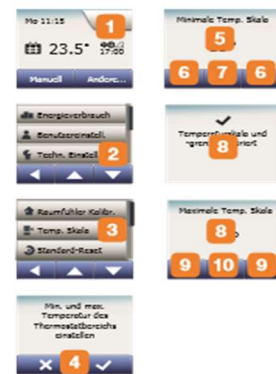 Mo 11:15
1
23.5°
17:00
Manuell Andere...
Energieverbrauch
Benutzereinstell.
Techn. Einstell
2
Raumfühler Kalibr.
Temp. Skala
3
Standard-Reset
Min. und max.
Temperatur des
Thermostatbereichs
einstellen
4
Minimale Temp. Skala
5
6 7 6
Temperaturskala und
8
Maximale Temp. Skala
8
9 10 9